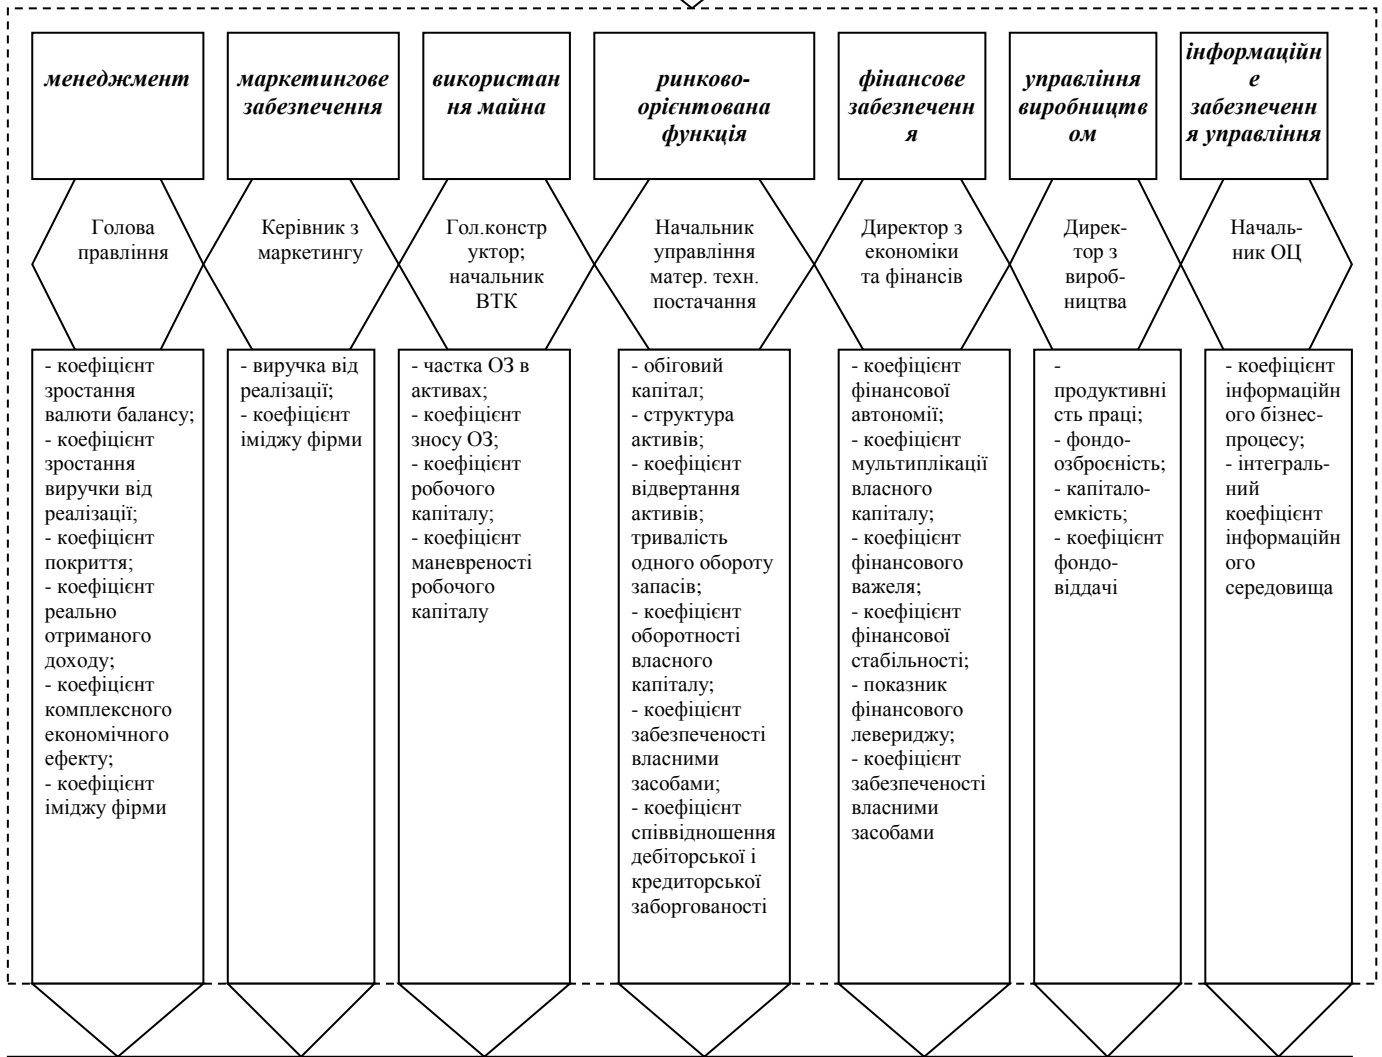 менеджмент
маркетингове
забезпечення
використан
ня майна
ринково-
орієнтована
функція
фінансове
забезпеченн
я
управління
виробництв
ом
інформаційн
е
забезпеченн
я управління
Голова
правління
Керівник з
маркетингу
Гол.констр
уктор;
начальник
ВТК
Начальник
управління
матер. техн.
постачання
Директор з
економіки
та фінансів
Дирек-
тор з
вироб-
ництва
Началь-
ник ОЦ
- коефіцієнт
зростання
валюти балансу;
- коефіцієнт
зростання
виручки від
реалізації;
- коефіцієнт
покриття;
- коефіцієнт
реально
отриманого
доходу;
- коефіцієнт
комплексного
економічного
ефекту;
- коефіцієнт
іміджу фірми
- виручка від
реалізації;
- коефіцієнт
іміджу фірми
- частка ОЗ в
активах;
- коефіцієнт
зносу ОЗ;
- коефіцієнт
робочого
капіталу;
- коефіцієнт
маневреності
робочого
капіталу
- обіговий
капітал;
- структура
активів;
- коефіцієнт
відвертання
активів;
тривалість
одного обороту
запасів;
- коефіцієнт
оборотності
власного
капіталу;
- коефіцієнт
забезпеченості
власними
засобами;
- коефіцієнт
співвідношення
дебіторської і
кредиторської
заборгованості
- коефіцієнт
фінансової
автономії;
- коефіцієнт
мультиплікації
власного
капіталу;
- коефіцієнт
фінансового
важеля;
- коефіцієнт
фінансової
стабільності;
- показник
фінансового
левериджу;
- коефіцієнт
забезпеченості
власними
засобами
-
продуктивні
сть праці;
- фондо-
озброєність;
- капітало-
емкість;
- коефіцієнт
фондо-
віддачі
- коефіцієнт
інформаційн
ого бізнес-
процесу;
- інтеграль-
ний
коефіцієнт
інформаційн
ого
середовища